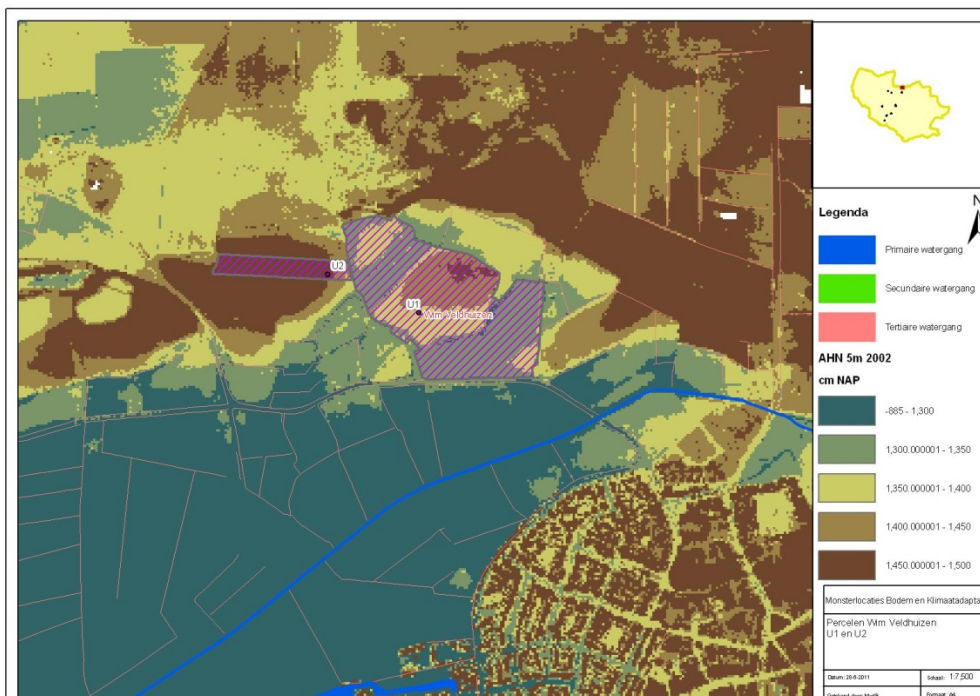 U2
U1
Wim Veldhuizen
N
Legenda
Primaire watergang
Secundaire watergang
Tertiaire watergang
AHN 5m 2002
cm NAP
-885 - 1,300
1,300.000001 - 1,350
1,350.000001 - 1,400
1,400.000001 - 1,450
1,450.000001 - 1,500
Monsterlocaties Bodem en Klimaatadapta
Percelen Wim Veldhuizen
U1 en U2
Datum: 28-6-2011
Schaal: 1:7,500
Formaat: A4